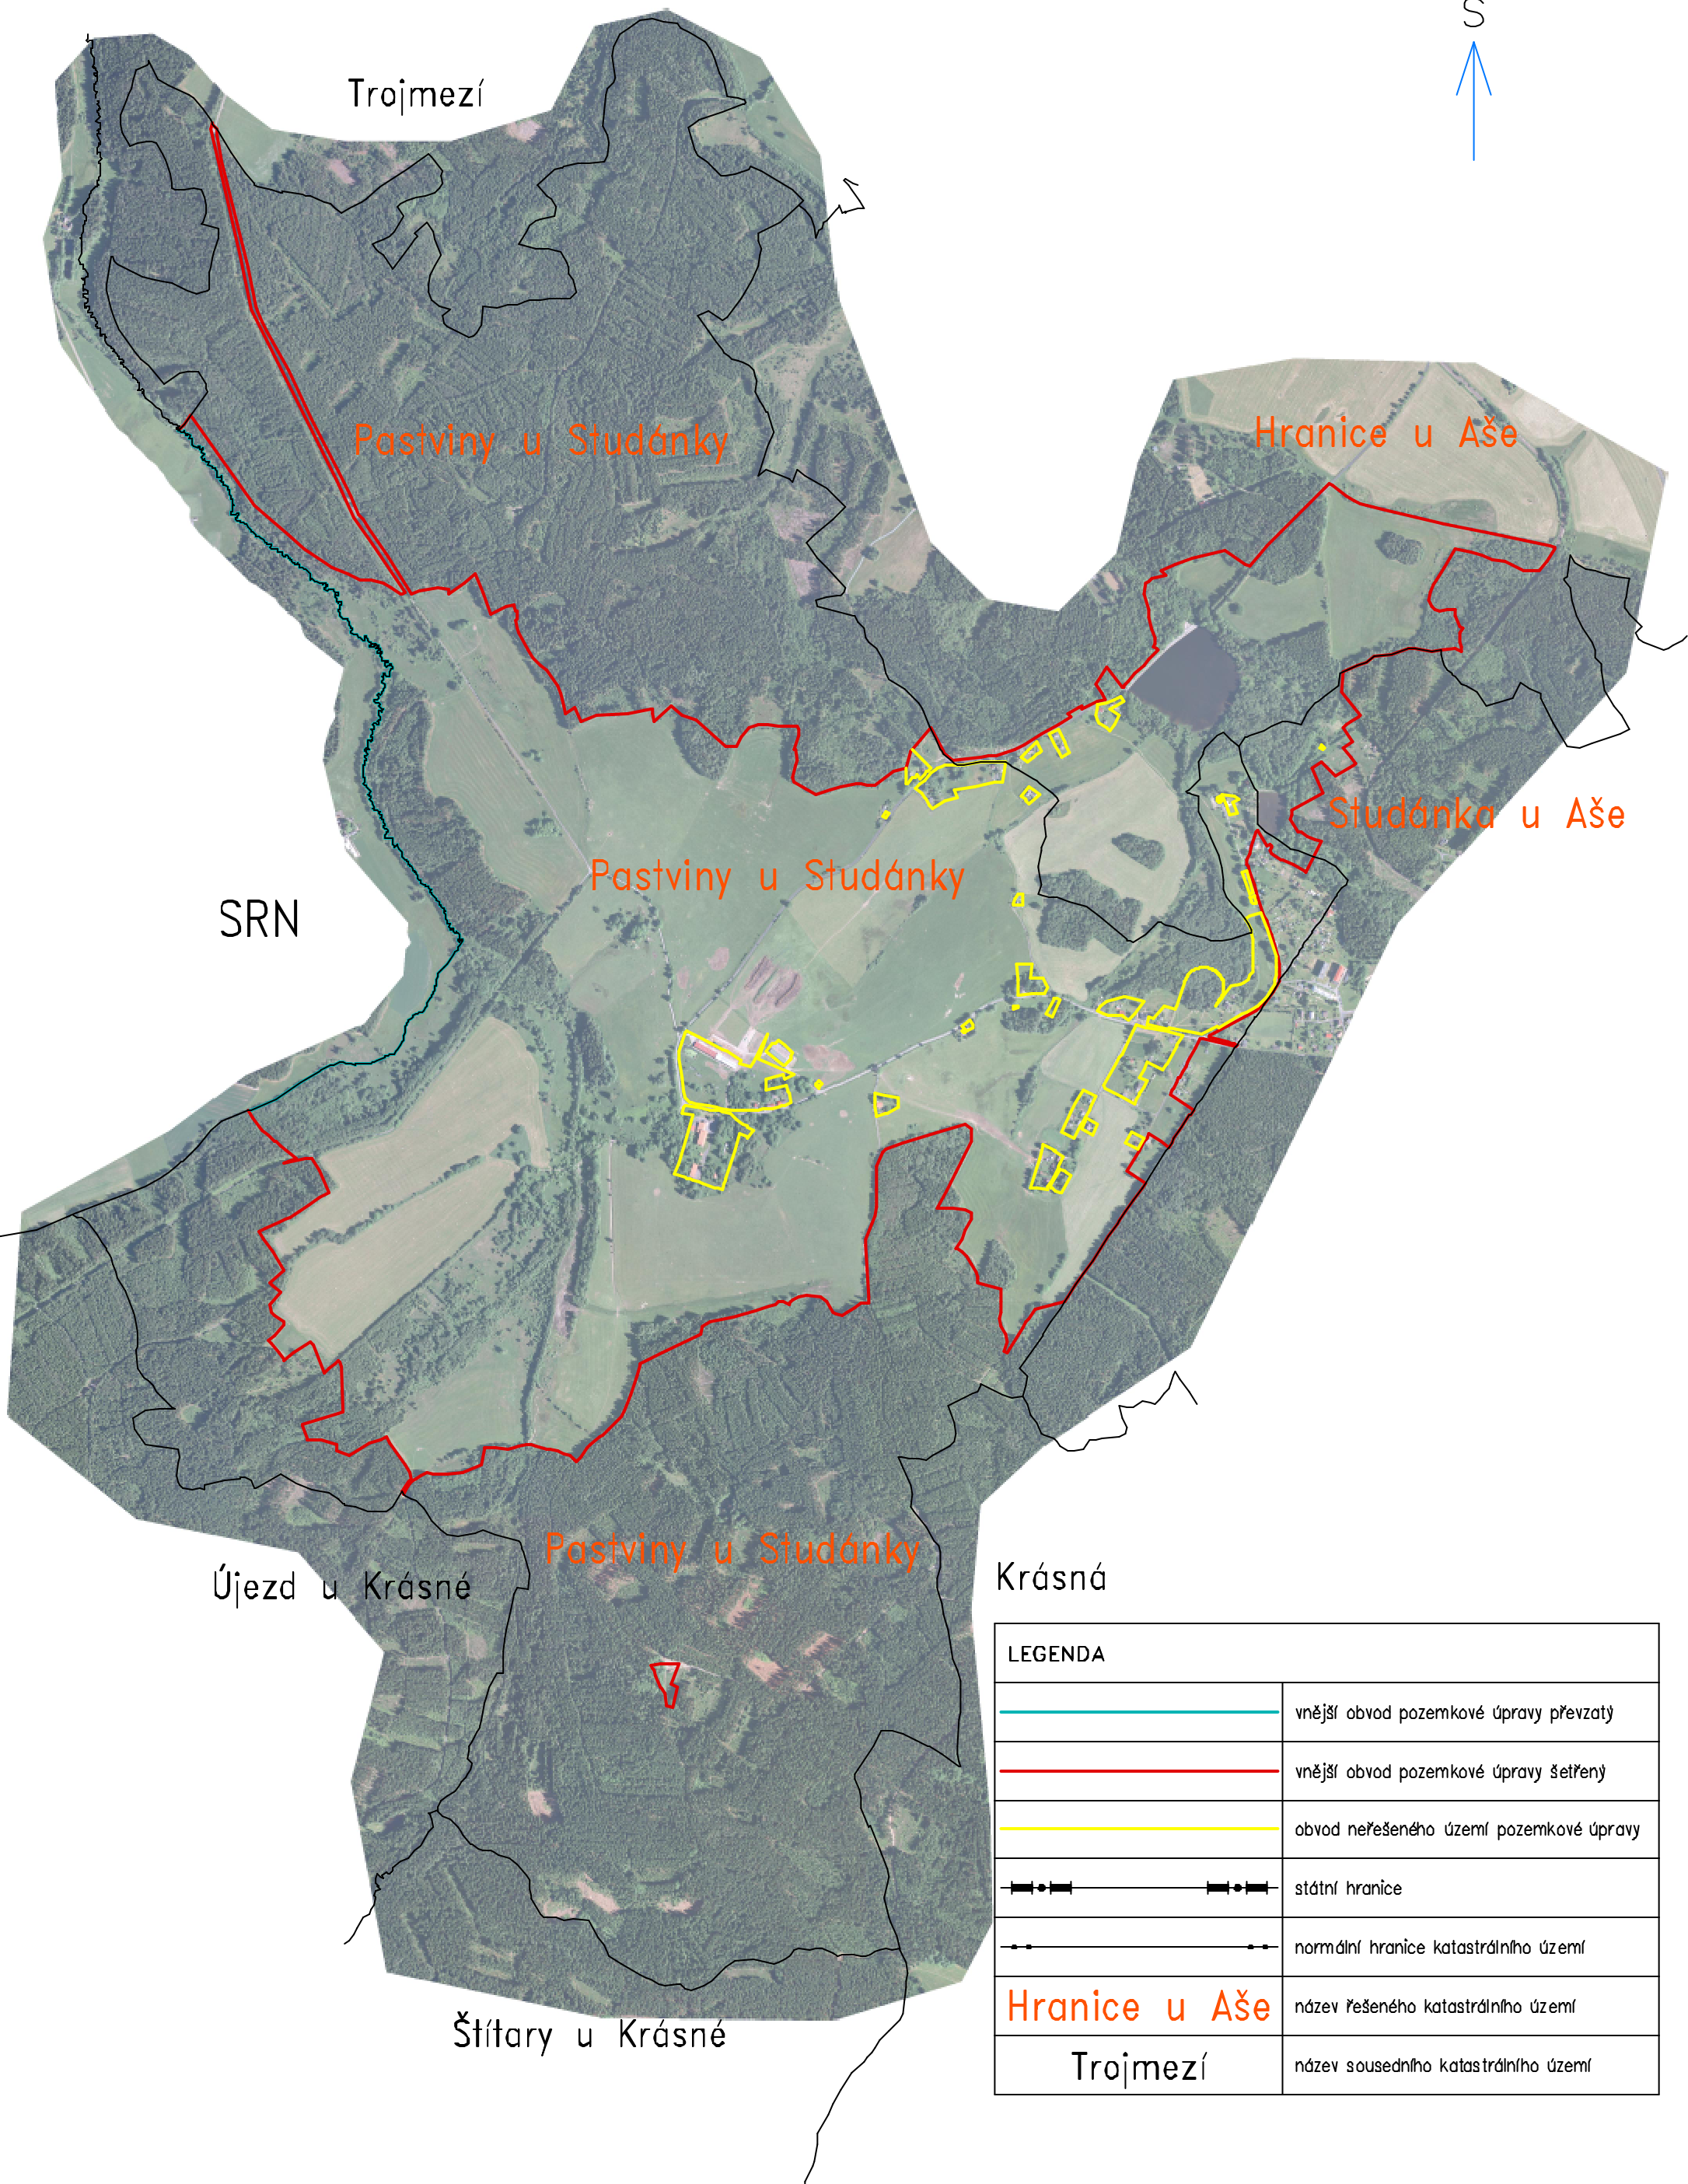 S
Trojmezí
Pastviny u Studánky
Hranice u Aše
Studánka u Aše
Pastviny u Studánky
SRN
Pastviny u Studánky
Krásná
Újezd u Krásné
Štítary u Krásné
LEGENDA
vnější obvod pozemkové úpravy převzatý
vnější obvod pozemkové úpravy šetřený
obvod neřešeného území pozemkové úpravy
státní hranice
normální hranice katastrálního území
Hranice u Aše název řešeného katastrálního území
Trojmezí název sousedního katastrálního území